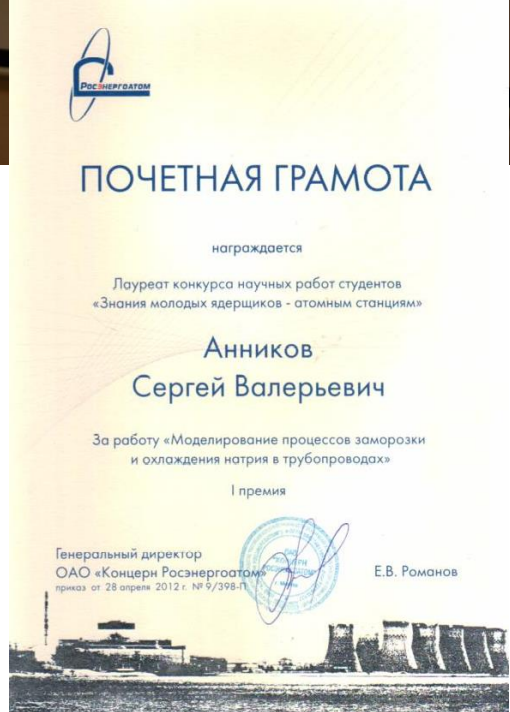 РОСЭНЕРГОАТОМ
ПОЧЕТНАЯ ГРАМОТА
награждается
Лауреат конкурса научных работ студентов
«Знания молодых ядерщиков - атомным станциям»
Анников
Сергей Валерьевич
За работу «Моделирование процессов заморозки
и охлаждения натрия в трубопроводах»
I премия
Генеральный директор
ОАО «Концерн Росэнергоатом» Е.В. Романов
приказ от 28 апреля 2012 г. № 9/398-П